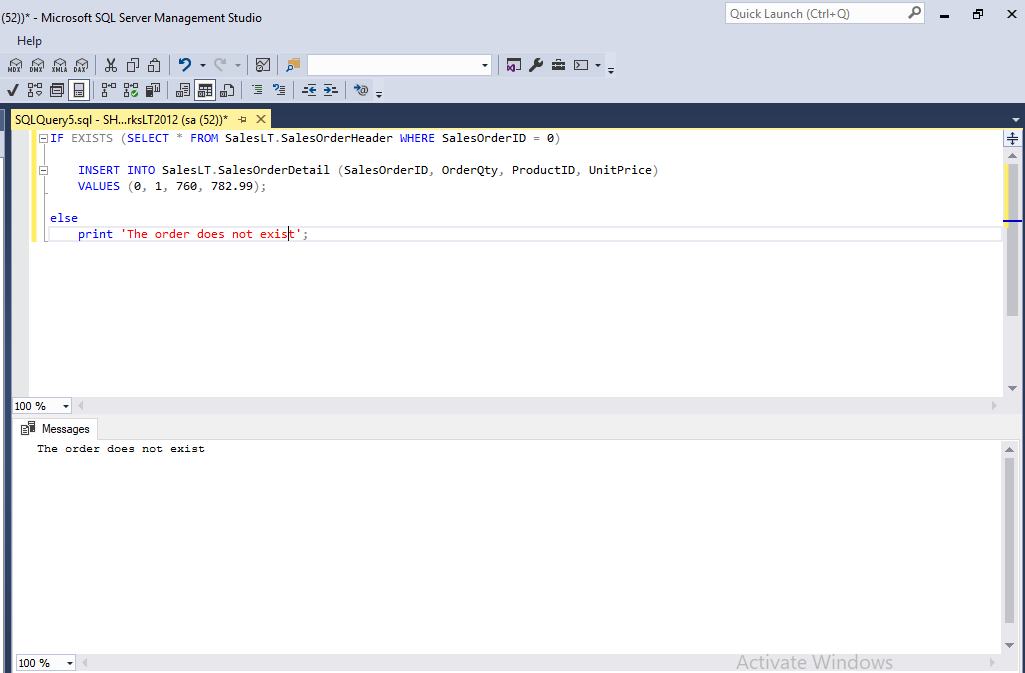 (52))* - Microsoft SQL Server Management Studio
Quick Launch (Ctrl+Q)
Help
MDX DMX XMLA DAX
SQLQuery5.sql - SH...rksLT2012 (sa (52))*
IF EXISTS (SELECT * FROM SalesLT.SalesOrderHeader WHERE SalesOrderID = 0)
INSERT INTO SalesLT.SalesOrderDetail (SalesOrderID, OrderQty, ProductID, UnitPrice)
VALUES (0, 1, 760, 782.99);
else
print 'The order does not exist';
100 %
Messages
The order does not exist
100 %
Activate Windows